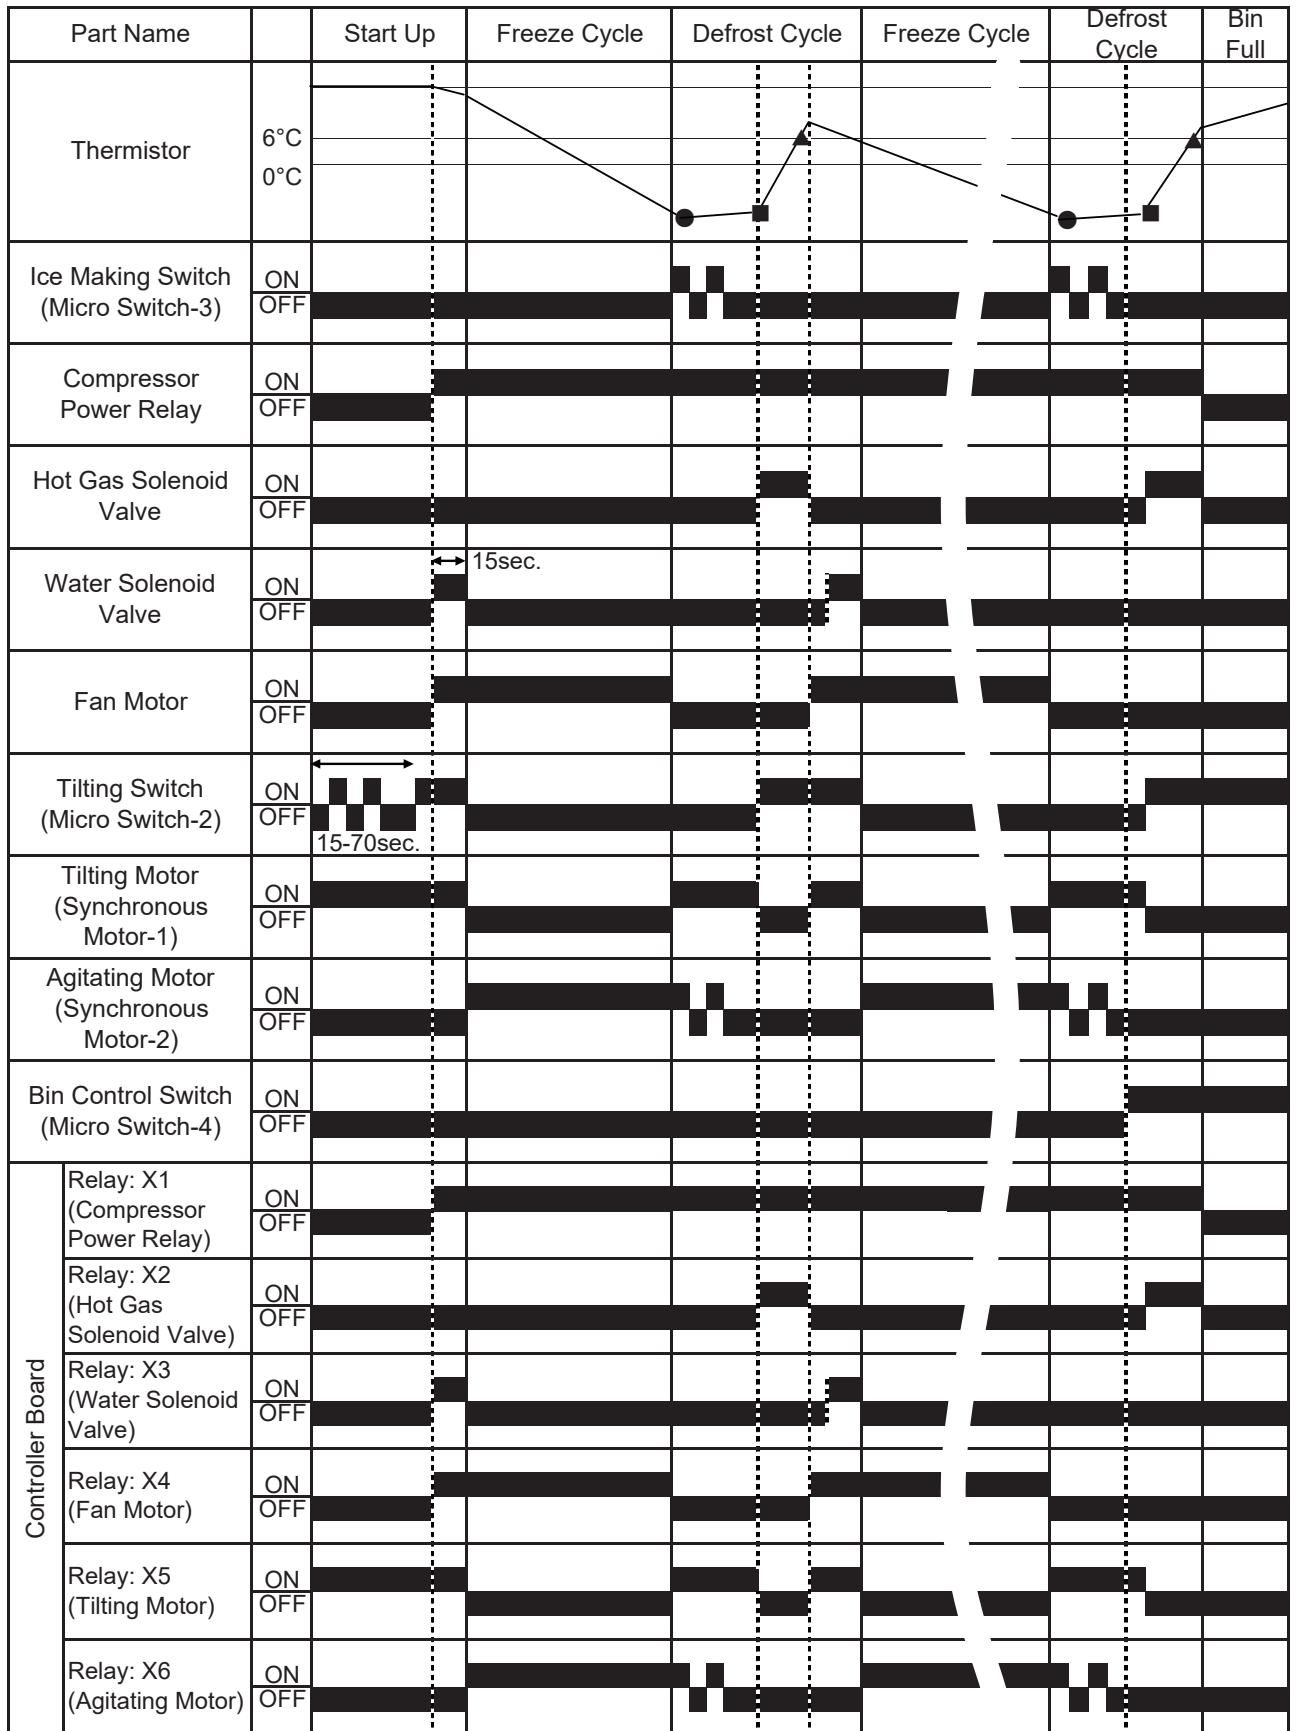 Part Name
Start Up
Freeze Cycle
Defrost Cycle
Freeze Cycle
Defrost
Cycle
Bin
Full
Thermistor
6°C
0°C
Ice Making Switch
(Micro Switch-3)
ON
OFF
Compressor
Power Relay
ON
OFF
Hot Gas Solenoid
Valve
ON
OFF
15sec.
Water Solenoid
Valve
ON
OFF
Fan Motor
ON
OFF
Tilting Switch
(Micro Switch-2)
ON
OFF
15-70sec.
Tilting Motor
(Synchronous
Motor-1)
ON
OFF
Agitating Motor
(Synchronous
Motor-2)
ON
OFF
Bin Control Switch
(Micro Switch-4)
ON
OFF
Controller Board
Relay: X1
(Compressor
Power Relay)
ON
OFF
Relay: X2
(Hot Gas
Solenoid Valve)
ON
OFF
Relay: X3
(Water Solenoid
Valve)
ON
OFF
Relay: X4
(Fan Motor)
ON
OFF
Relay: X5
(Tilting Motor)
ON
OFF
Relay: X6
(Agitating Motor)
ON
OFF